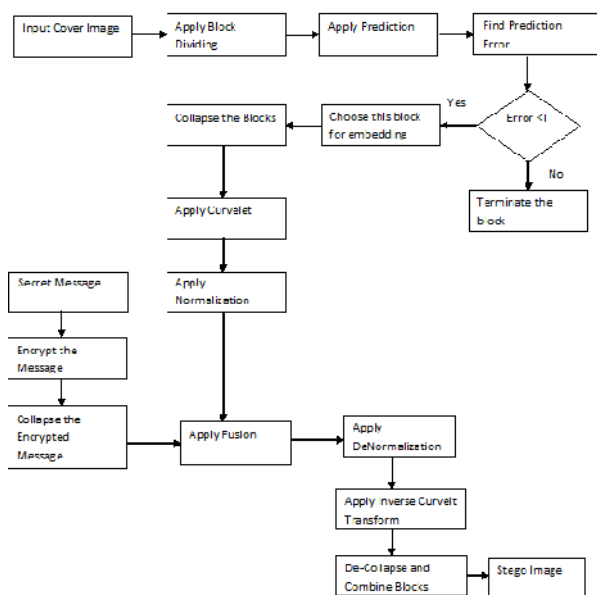 Input Cover Image
Apply Block
Dividing
Apply Prediction
Find Prediction
Error
Error <I
Yes
No
Choose this block
for embedding
Collapse the Blocks
Terminate the
block
Apply Curvelet
Apply
Normalization
Secret Message
Encrypt the
Message
Collapse the
Encrypted
Message
Apply Fusion
Apply
DeNormalization
Apply Inverse Curvelt
Transform
De-Collapse and
Combine Blocks
Stego Image